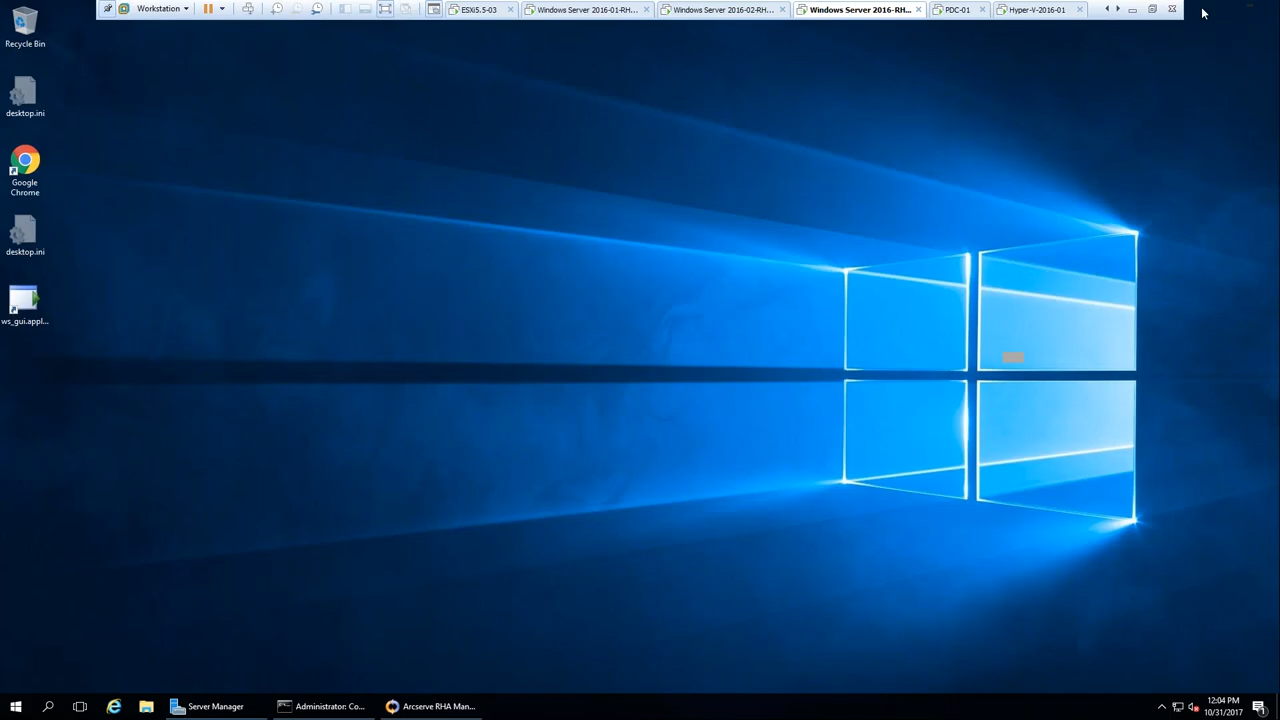 Workstation
ESXi5.5-03
Windows Server 2016-01-RH...
Windows Server 2016-02-RH...
Windows Server 2016-RH...
PDC-01
Hyper-V-2016-01
Recycle Bin
desktop.ini
Google
Chrome
desktop.ini
ws_gui.appl...
Server Manager
Administrator: Co...
Arcserve RHA Man...
12:04 PM
10/31/2017
1